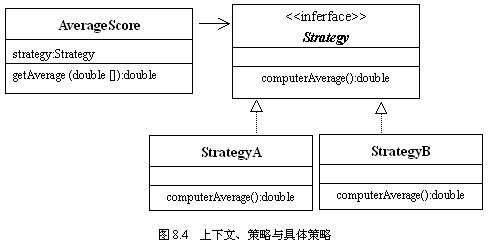 AverageScore
strategy:Strategy
getAverage (double []):double
<<inferface>>
Strategy
computerAverage():double
StrategyA
computerAverage():double
StrategyB
computerAverage():double
图 8.4 上下文、策略与具体策略